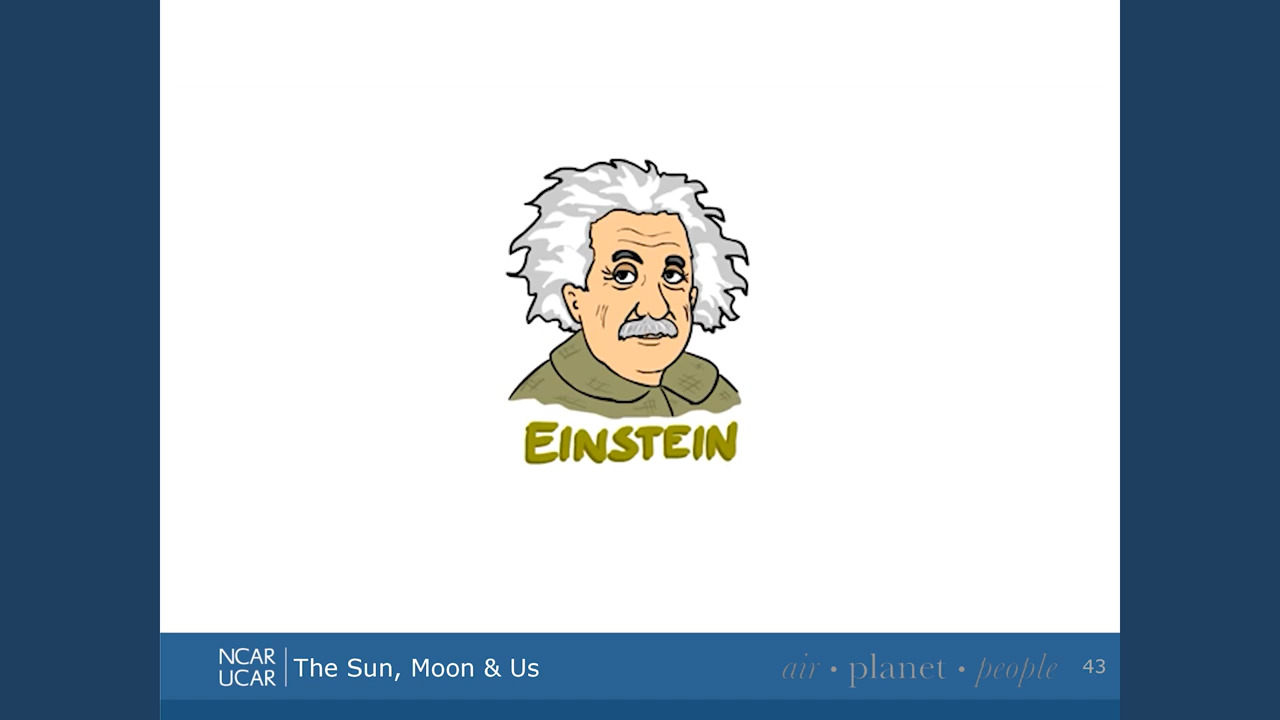 EINSTEIN
NCAR
UCAR
The Sun, Moon & Us
air • planet • people
43